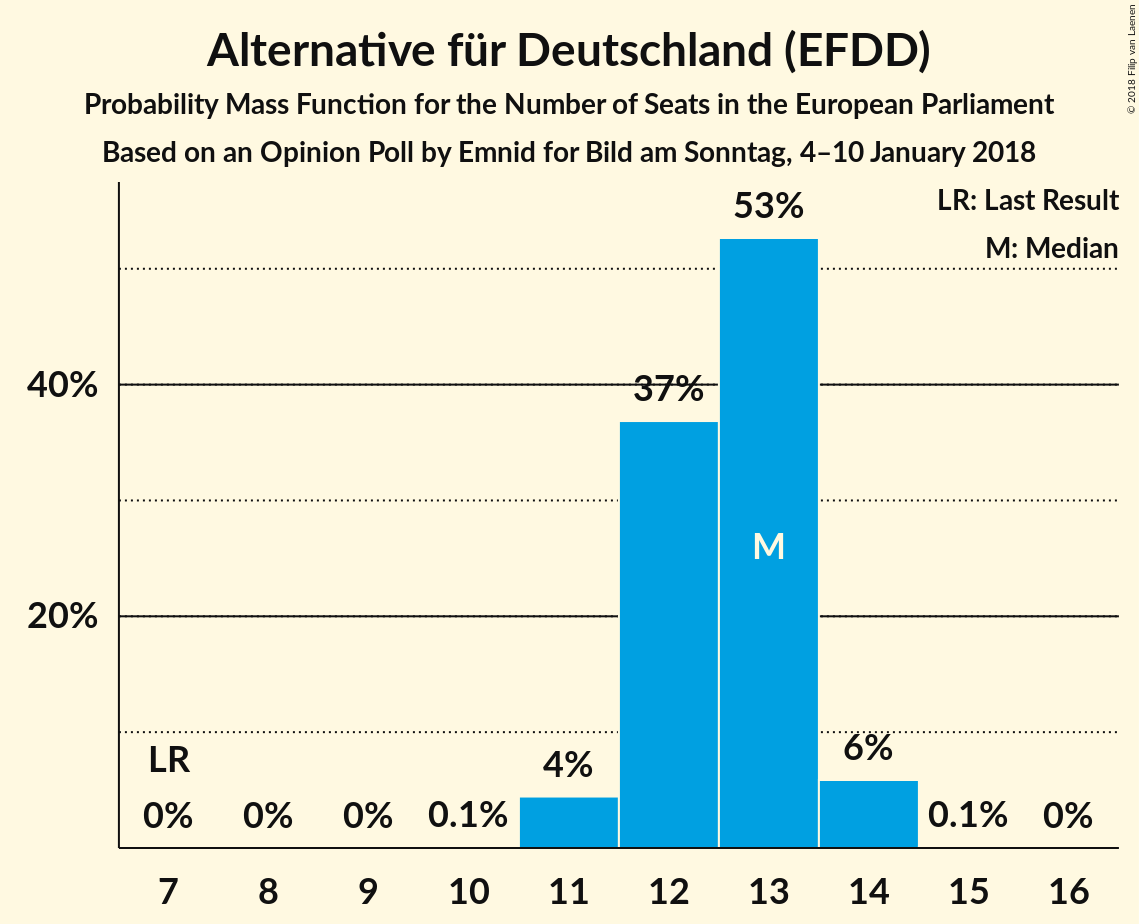 Alternative für Deutschland (EFDD)
Probability Mass Function for the Number of Seats in the European Parliament
Based on an Opinion Poll by Emnid for Bild am Sonntag, 4–10 January 2018
© 2018 Filip van Laenen
LR: Last Result
M: Median
53%
40%
37%
M
20%
LR
4%
6%
0% 0% 0% 0.1% 0.1% 0%
7 8 9 10 11 12 13 14 15 16